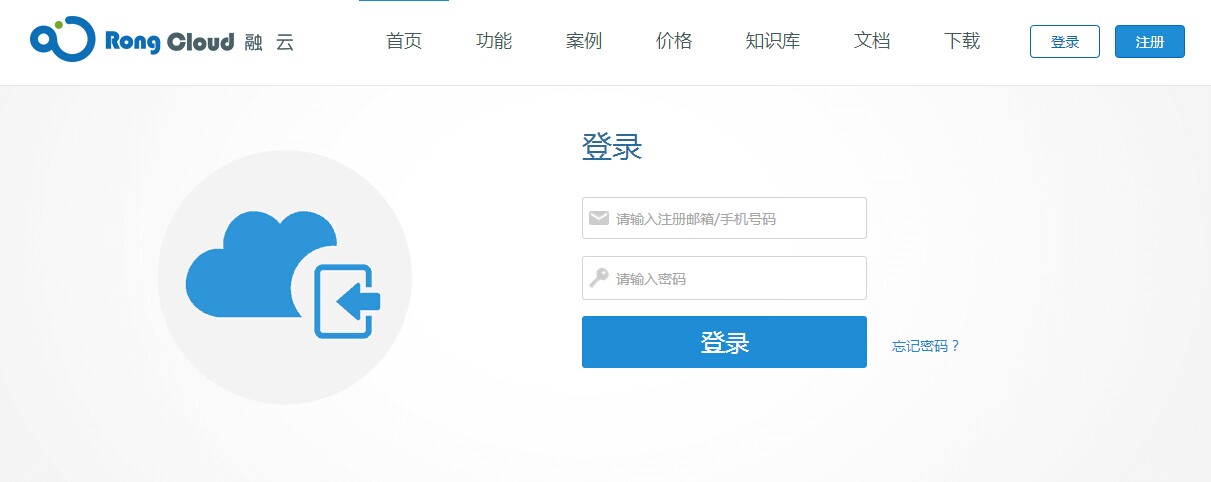 Rong Cloud 融 云
首页 功能 案例 价格 知识库 文档 下载 登录 注册
登录
请输入注册邮箱/手机号码
请输入密码
登录 忘记密码？